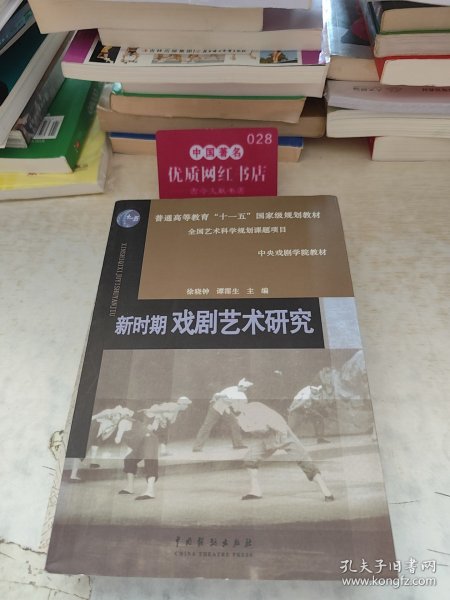 028
中国著名
优质网红书店
普通高等教育“十一五”国家级规划教材
全国艺术科学规划课题项目
中央戏剧学院教材
徐晓钟 谭霈生 主编
新时期 戏剧艺术研究
XINSHIQIXIJUYISHUYANJIU
中国戏剧出版社
CHINA THEATRE PRESS
孔夫子旧书网
www.kongfz.com